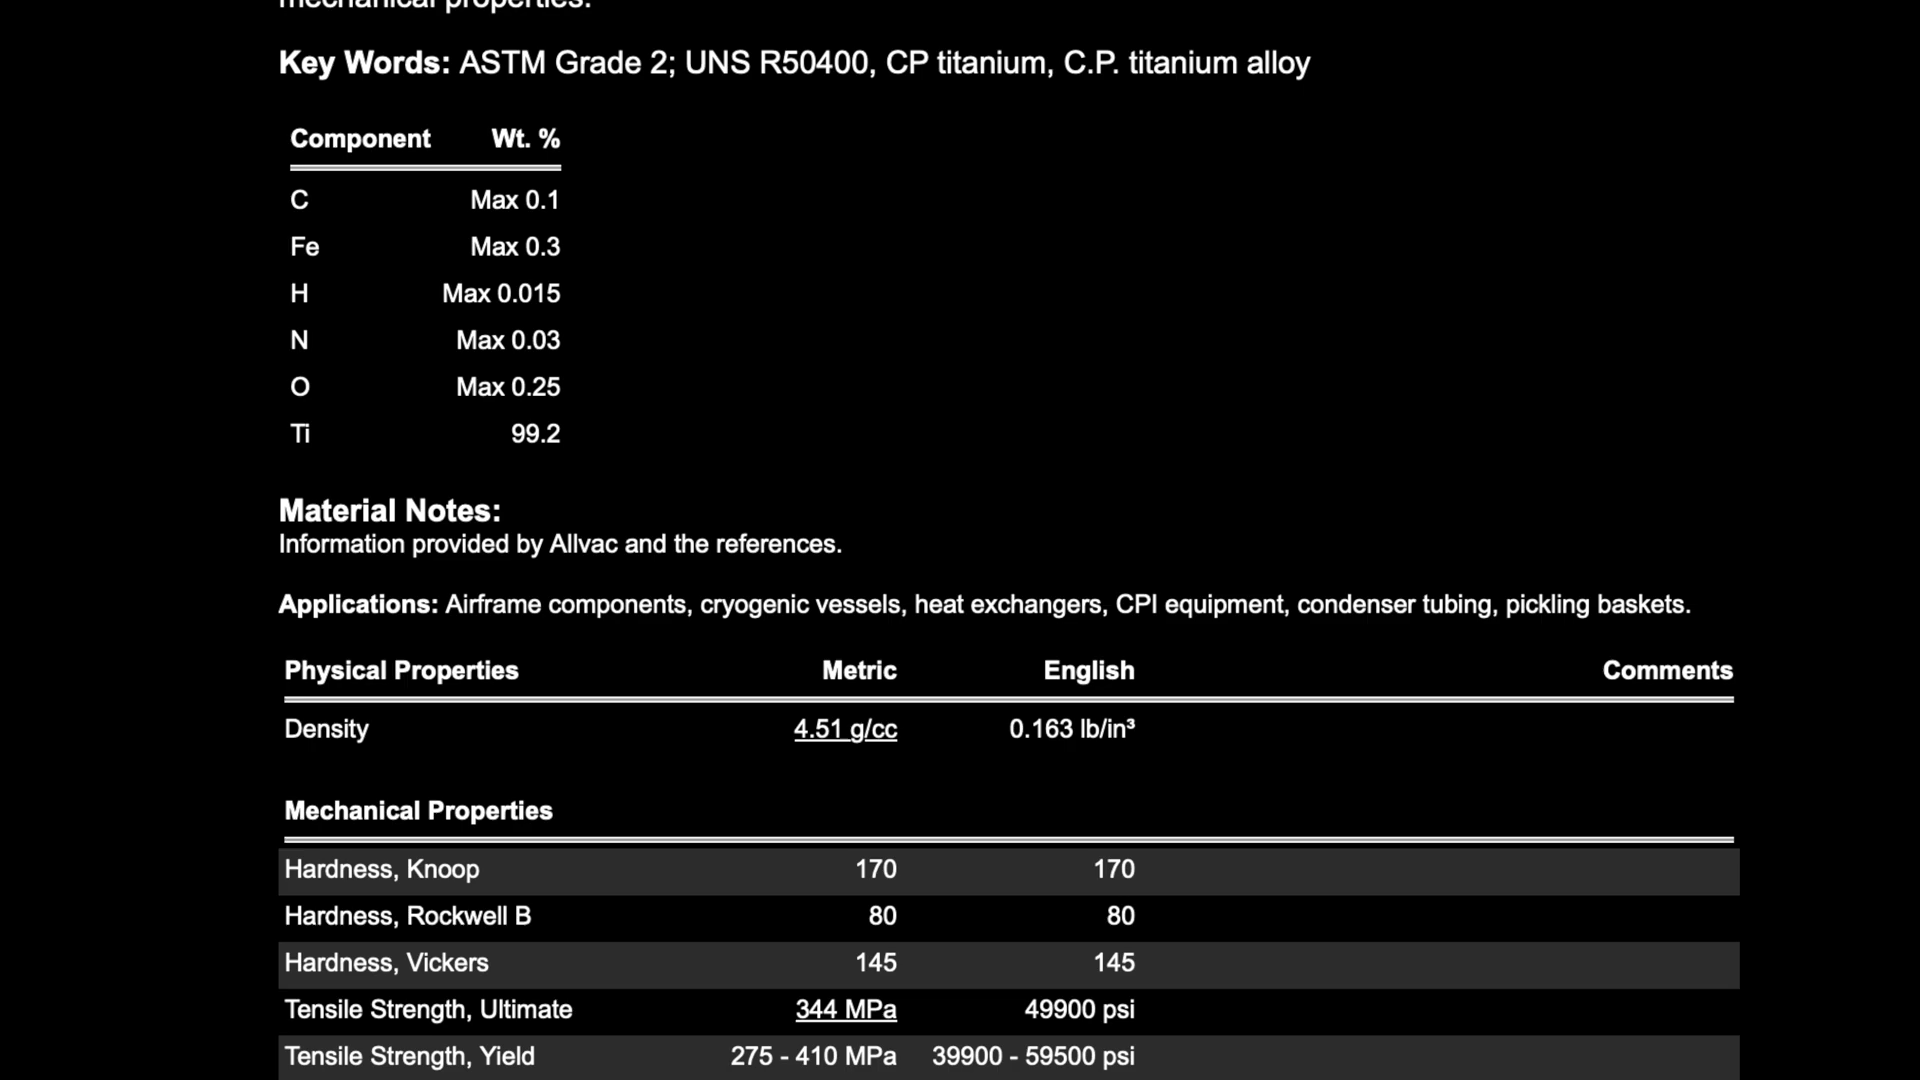 mechanical properties.
Key Words: ASTM Grade 2; UNS R50400, CP titanium, C.P. titanium alloy
Component Wt. %
C Max 0.1
Fe Max 0.3
H Max 0.015
N Max 0.03
O Max 0.25
Ti 99.2
Material Notes:
Information provided by Allvac and the references.
Applications: Airframe components, cryogenic vessels, heat exchangers, CPI equipment, condenser tubing, pickling baskets.
Physical Properties Metric English Comments
Density 4.51 g/cc 0.163 lb/in³
Mechanical Properties
Hardness, Knoop 170 170
Hardness, Rockwell B 80 80
Hardness, Vickers 145 145
Tensile Strength, Ultimate 344 MPa 49900 psi
Tensile Strength, Yield 275 - 410 MPa 39900 - 59500 psi